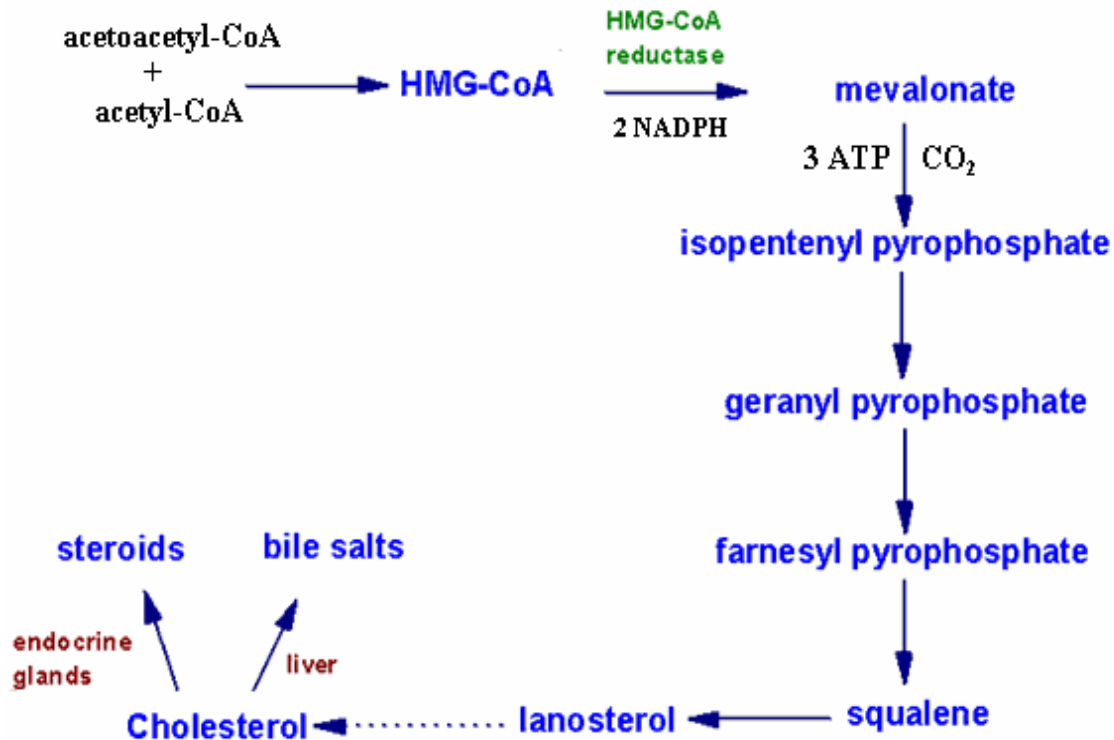 acetoacetyl-CoA
+
acetyl-CoA
HMG-CoA
HMG-CoA
reductase
2 NADPH
mevalonate
3 ATP
CO₂
isopentenyl pyrophosphate
geranyl pyrophosphate
farnesyl pyrophosphate
squalene
lanosterol
Cholesterol
endocrine
glands
liver
steroids
bile salts